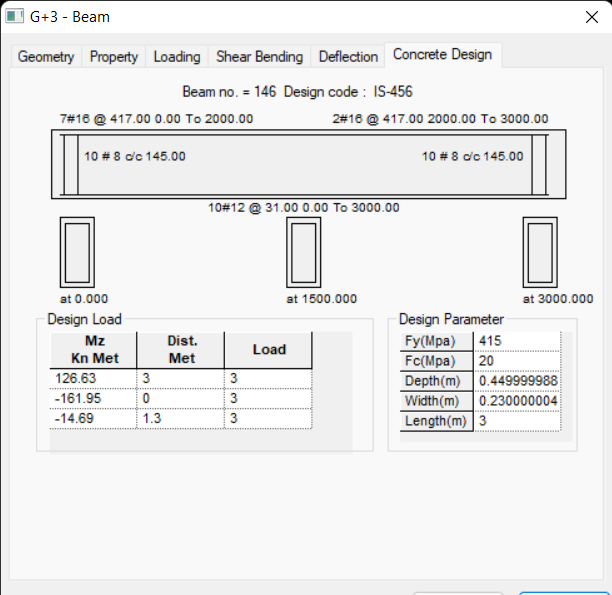 G+3 - Beam
Geometry Property Loading Shear Bending Deflection Concrete Design
Beam no. = 146 Design code : IS-456
7#16 @ 417.00 0.00 To 2000.00 2#16 @ 417.00 2000.00 To 3000.00
10 # 8 c/c 145.00 10 # 8 c/c 145.00
10#12 @ 31.00 0.00 To 3000.00
at 0.000 at 1500.000 at 3000.000
Design Load
Mz Dist. Load
Kn Met Met
126.63 3 3
-161.95 0 3
-14.69 1.3 3
Design Parameter
Fy(Mpa) 415
Fc(Mpa) 20
Depth(m) 0.449999988
Width(m) 0.230000004
Length(m) 3